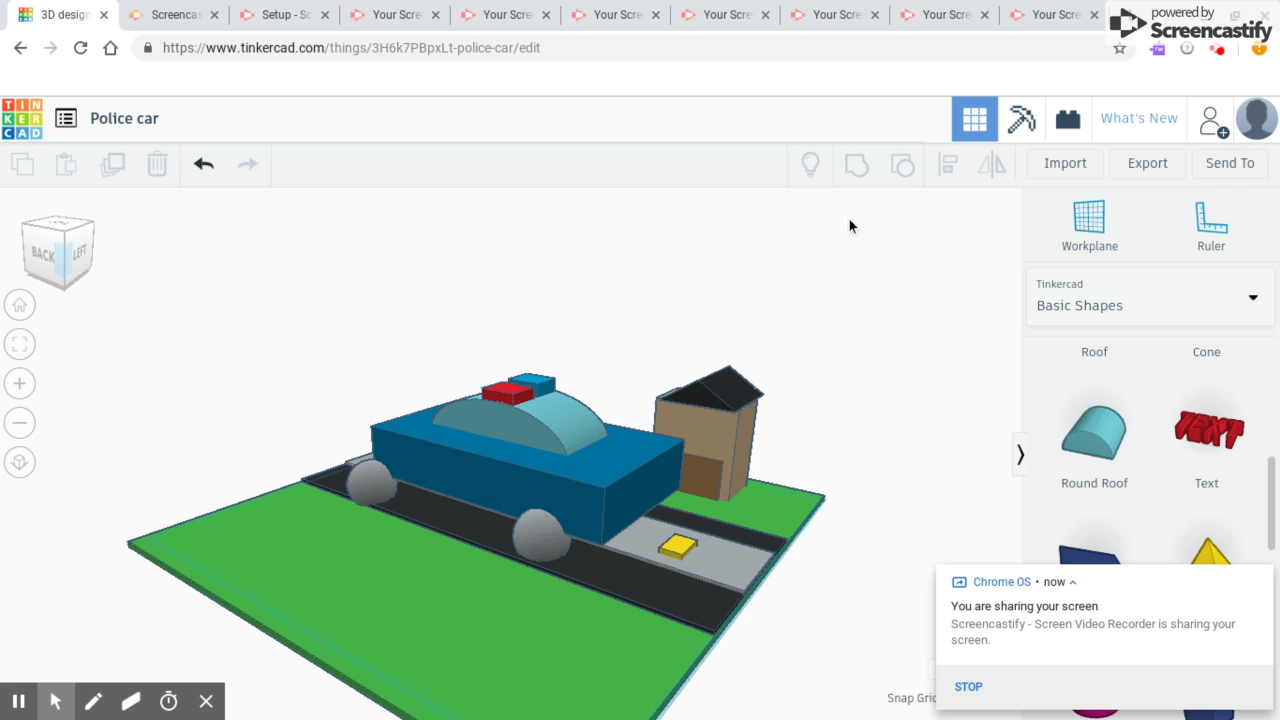 3D design
Screencas
Setup - Sc
Your Scre
Your Scre
Your Scre
Your Scre
Your Scre
Your Scre
Your Scre
powered by
Screencastify
https://www.tinkercad.com/things/3H6k7PBpxLt-police-car/edit
TIN
KER
CAD
Police car
What's New
Import
Export
Send To
BACK
LEFT
Workplane
Ruler
Tinkercad
Basic Shapes
Roof
Cone
TEXT
Round Roof
Text
Chrome OS • now
You are sharing your screen
Screencastify - Screen Video Recorder is sharing your
screen.
STOP
Snap Grid